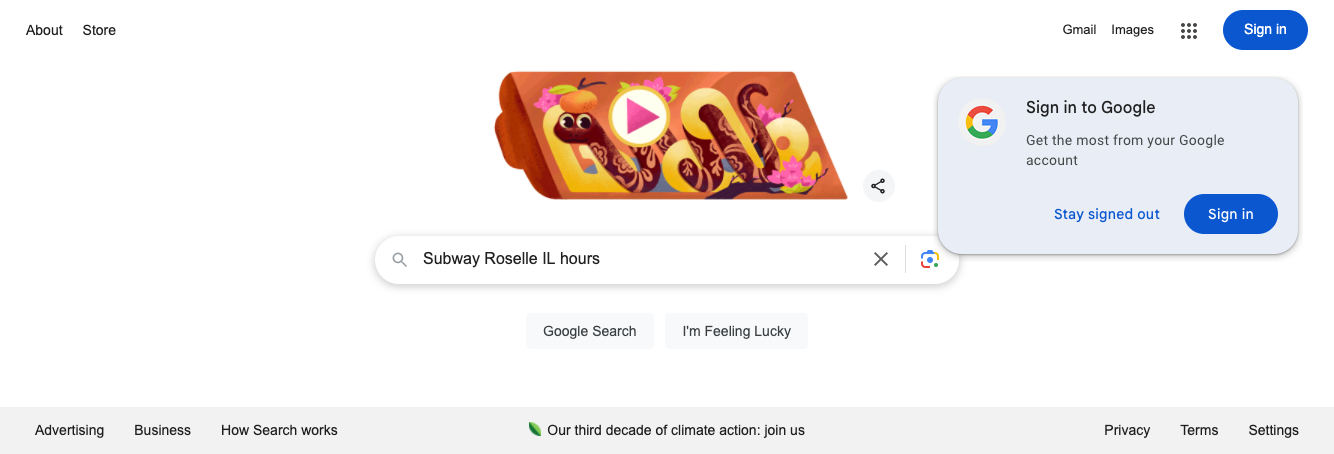 About Store
Gmail Images
Sign in
Sign in to Google
Get the most from your Google
account
Stay signed out
Sign in
Subway Roselle IL hours
Google Search
I'm Feeling Lucky
Advertising Business How Search works
Our third decade of climate action: join us
Privacy Terms Settings